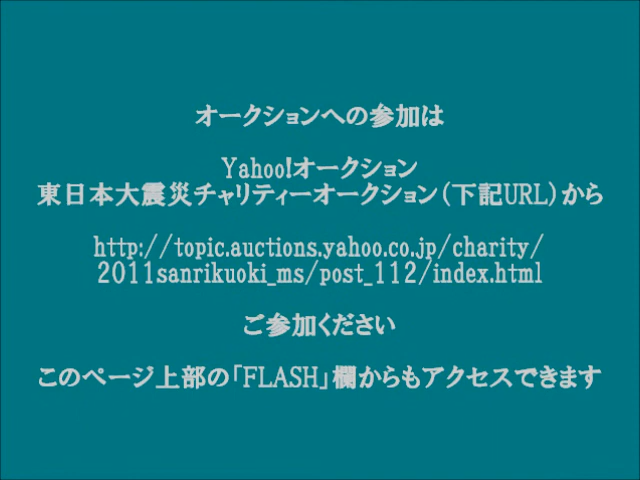 オークションへの参加は
Yahoo!オークション
東日本大震災チャリティーオークション(下記URL)から
http://topic.auctions.yahoo.co.jp/charity/
2011sanrikuoki_ms/post_112/index.html
ご参加ください
このページ上部の「FLASH」欄からもアクセスできます